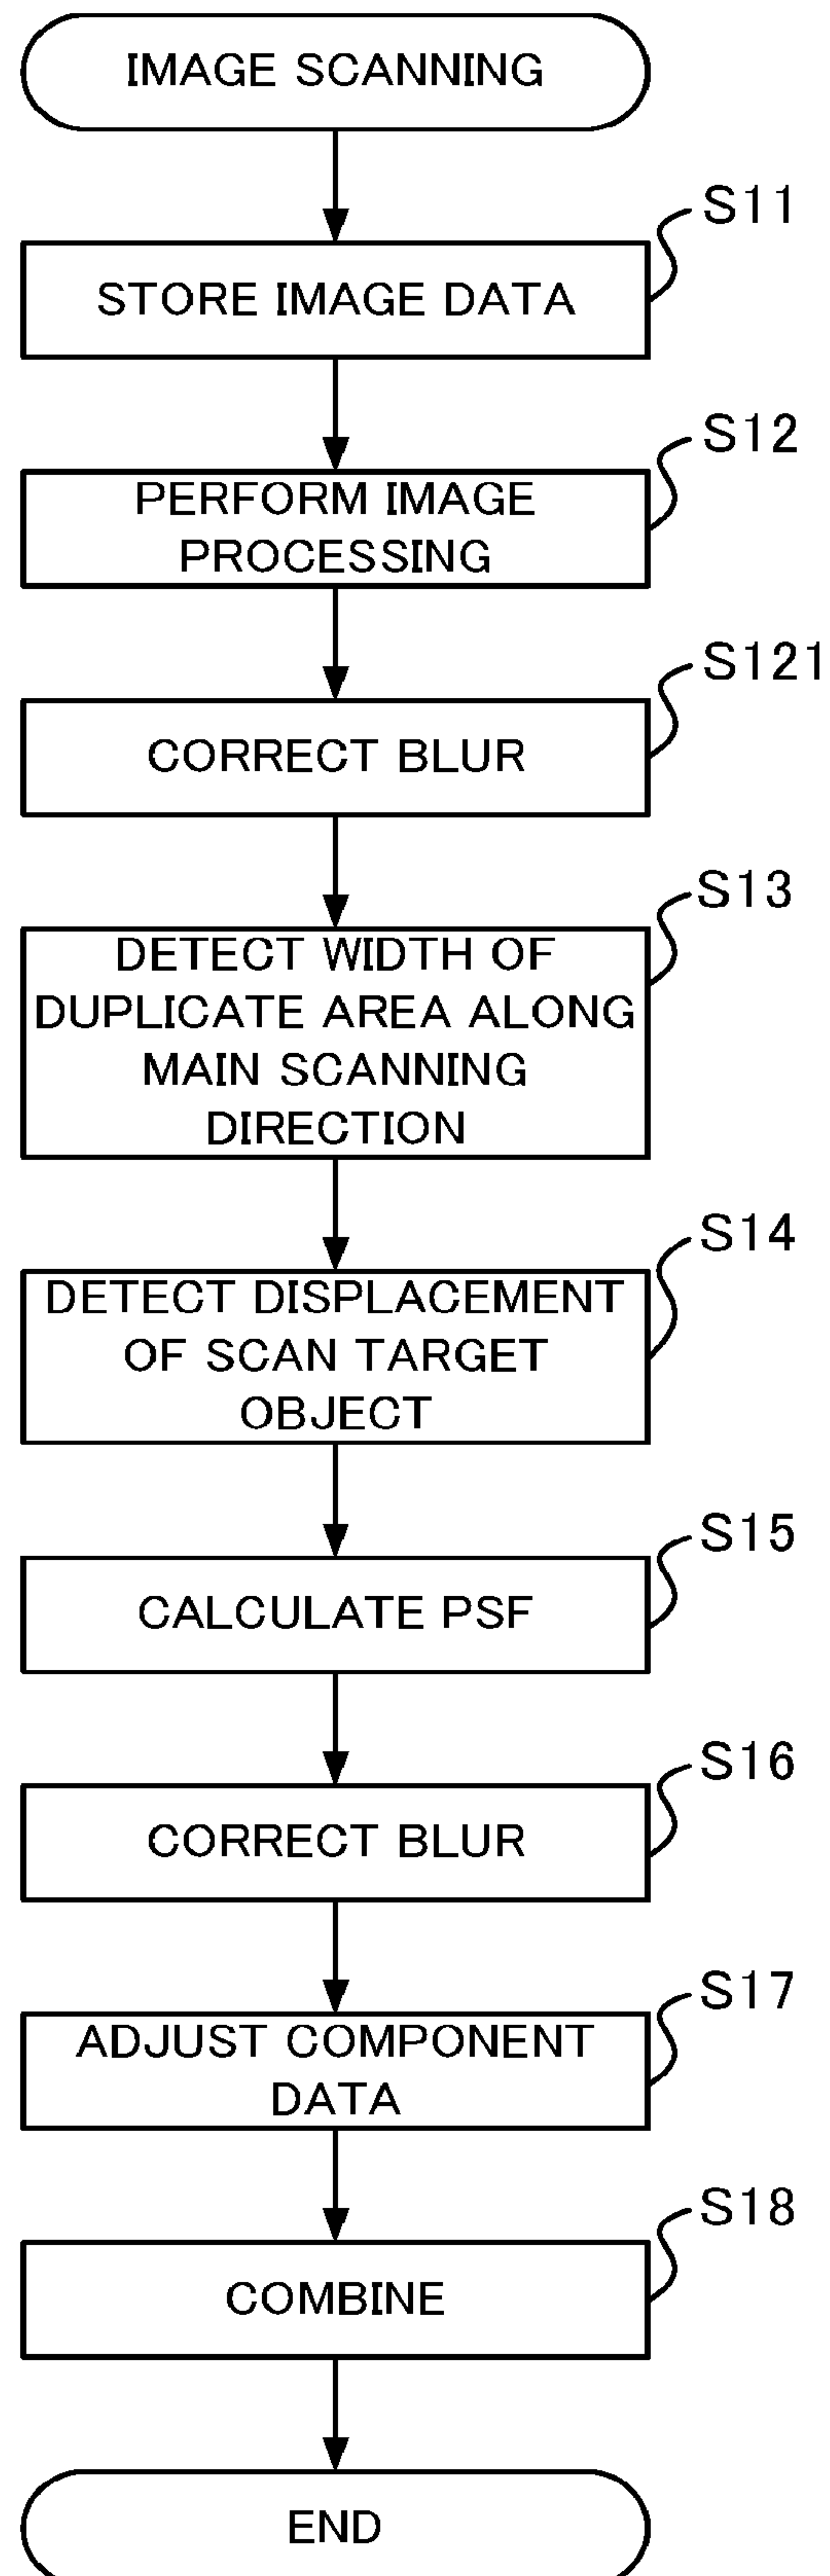 IMAGE SCANNING
S11
STORE IMAGE DATA
S12
PERFORM IMAGE
PROCESSING
S121
CORRECT BLUR
S13
DETECT WIDTH OF
DUPLICATE AREA ALONG
MAIN SCANNING
DIRECTION
S14
DETECT DISPLACEMENT
OF SCAN TARGET
OBJECT
S15
CALCULATE PSF
S16
CORRECT BLUR
S17
ADJUST COMPONENT
DATA
S18
COMBINE
END